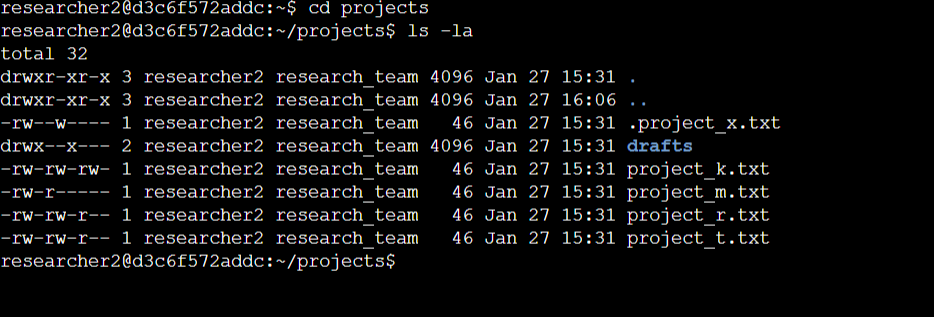 researcher2@d3c6f572addc:~$ cd projects
researcher2@d3c6f572addc:~/projects$ ls -la
total 32
drwxr-xr-x 3 researcher2 research_team 4096 Jan 27 15:31 .
drwxr-xr-x 3 researcher2 research_team 4096 Jan 27 16:06 ..
-rw--w---- 1 researcher2 research_team   46 Jan 27 15:31 .project_x.txt
drwx--x--- 2 researcher2 research_team 4096 Jan 27 15:31 drafts
-rw-rw-rw- 1 researcher2 research_team   46 Jan 27 15:31 project_k.txt
-rw-r----- 1 researcher2 research_team   46 Jan 27 15:31 project_m.txt
-rw-rw-r-- 1 researcher2 research_team   46 Jan 27 15:31 project_r.txt
-rw-rw-r-- 1 researcher2 research_team   46 Jan 27 15:31 project_t.txt
researcher2@d3c6f572addc:~/projects$